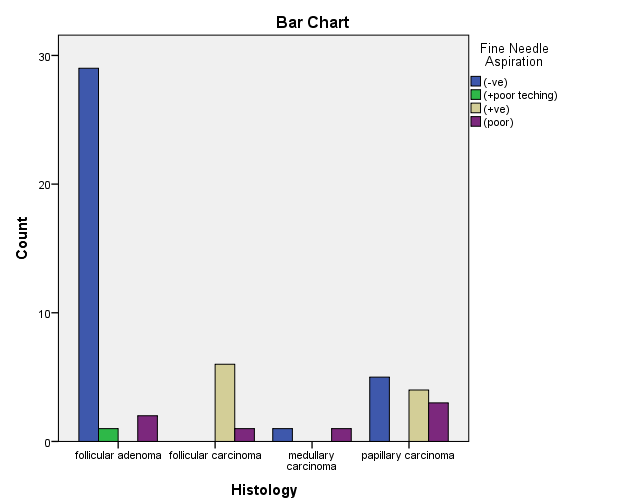 Bar Chart
Fine Needle
Aspiration
(-ve)
(+poor teching)
(+ve)
(poor)
Count
30
20
10
0
follicular adenoma
follicular carcinoma
medullary
carcinoma
papillary carcinoma
Histology